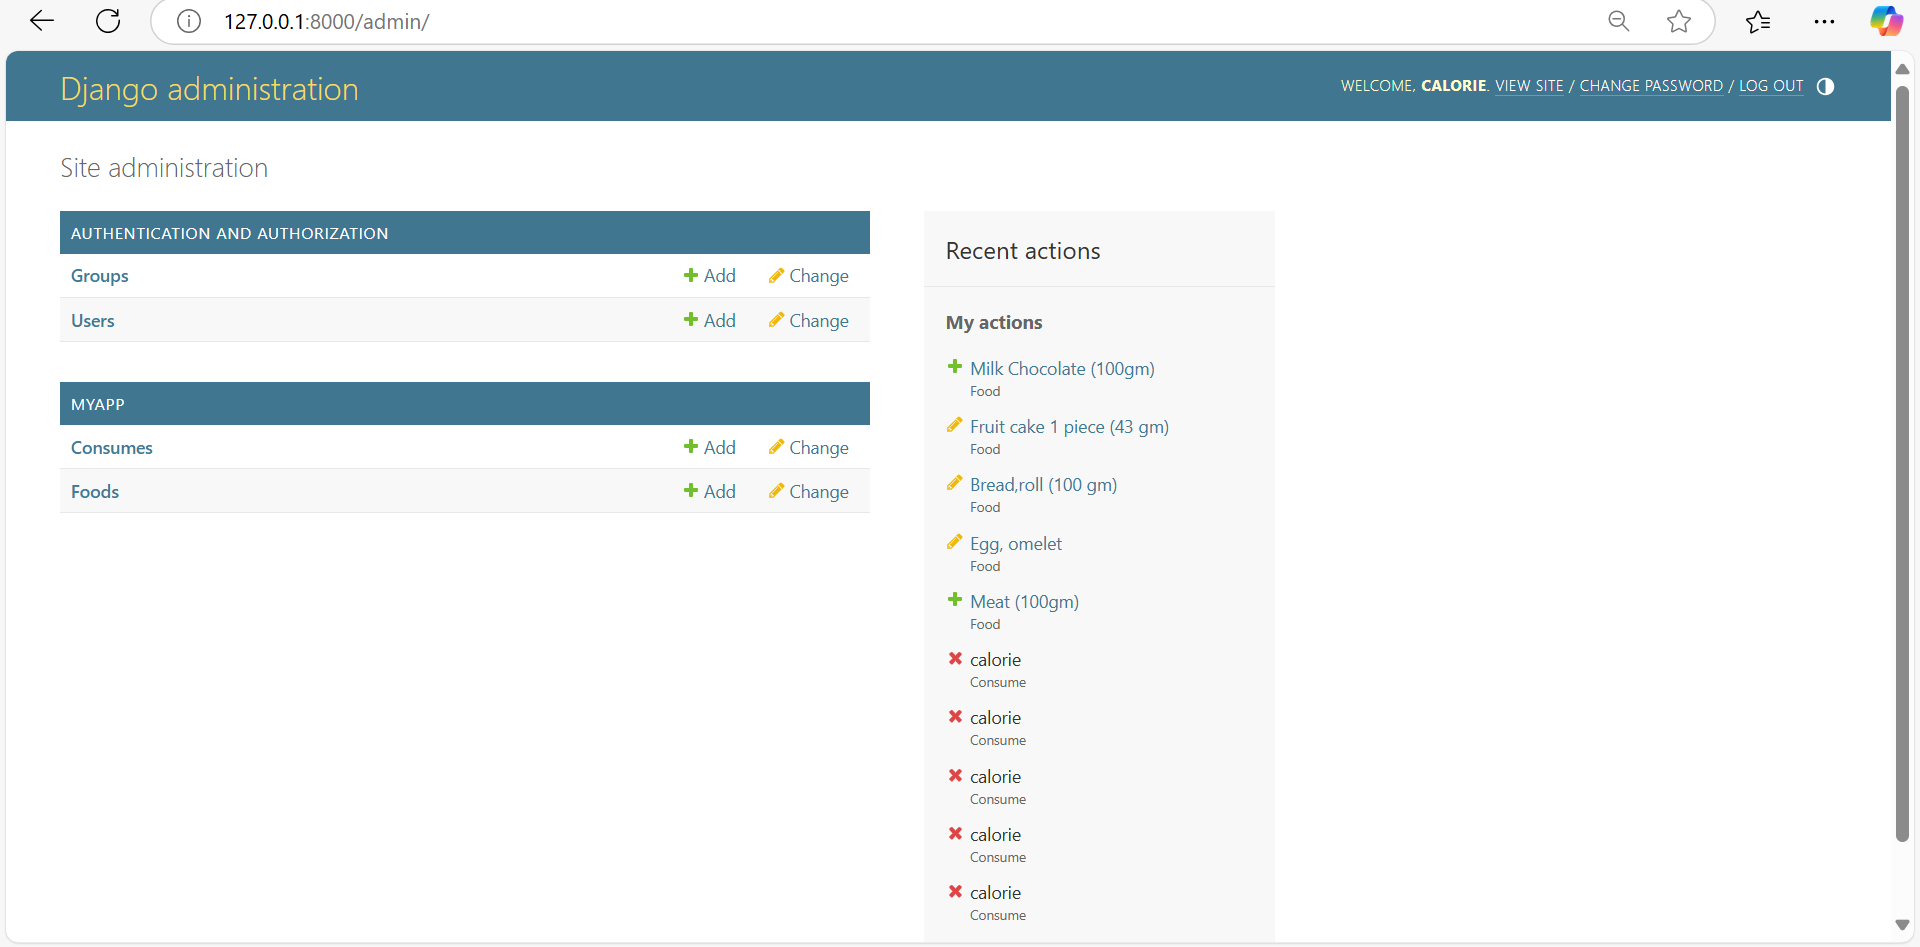 127.0.0.1:8000/admin/
Django administration
WELCOME, CALORIE. VIEW SITE / CHANGE PASSWORD / LOG OUT
Site administration
AUTHENTICATION AND AUTHORIZATION
Groups Add Change
Users Add Change
MYAPP
Consumes Add Change
Foods Add Change
Recent actions
My actions
Milk Chocolate (100gm)
Food
Fruit cake 1 piece (43 gm)
Food
Bread,roll (100 gm)
Food
Egg, omelet
Food
Meat (100gm)
Food
calorie
Consume
calorie
Consume
calorie
Consume
calorie
Consume
calorie
Consume